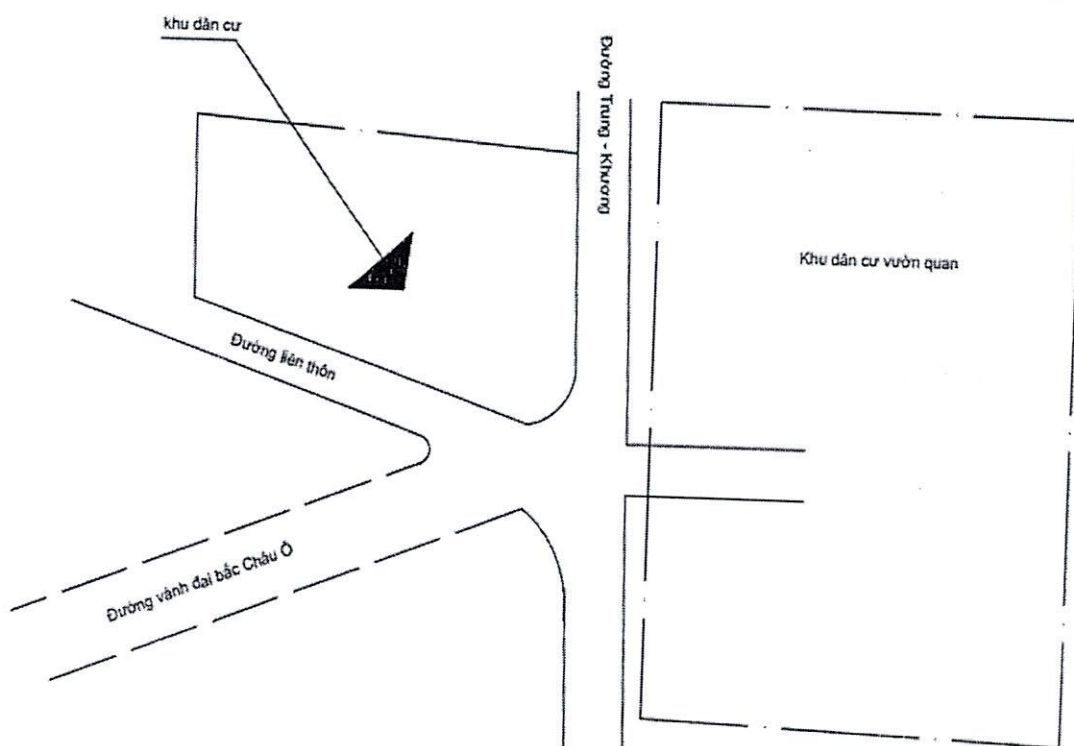 khu dân cư
Đường Trung - Khương
Khu dân cư vườn quan
Đường liên thôn
Đường vành đai bắc Châu Ổ